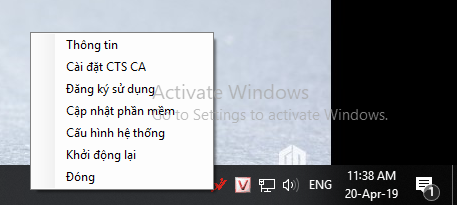 Thông tin
Cài đặt CTS CA
Đăng ký sử dụng
Cập nhật phần mềm
Cấu hình hệ thống
Khởi động lại
Đóng
Activate Windows
Go to Settings to activate Windows.
ENG
11:38 AM
20-Apr-19
1